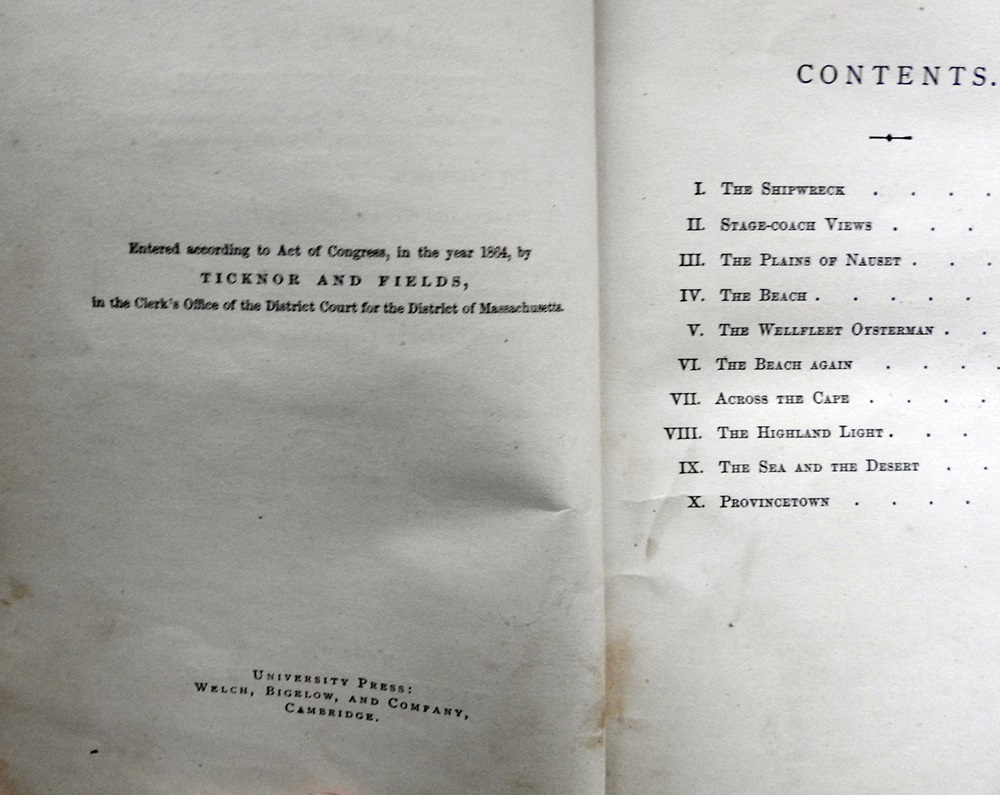 Entered according to Act of Congress, in the year 1864, by
TICKNOR AND FIELDS,
in the Clerk's Office of the District Court for the District of Massachusetts.
UNIVERSITY PRESS:
WELCH, BIGELOW, AND COMPANY,
CAMBRIDGE.
CONTENTS.
I. THE SHIPWRECK . . . .
II. STAGE-COACH VIEWS . . .
III. THE PLAINS OF NAUSET . . .
IV. THE BEACH . . . . .
V. THE WELLFLEET OYSTERMAN . .
VI. THE BEACH AGAIN . . . .
VII. ACROSS THE CAPE . . . .
VIII. THE HIGHLAND LIGHT . . .
IX. THE SEA AND THE DESERT . .
X. PROVINCETOWN . . . .